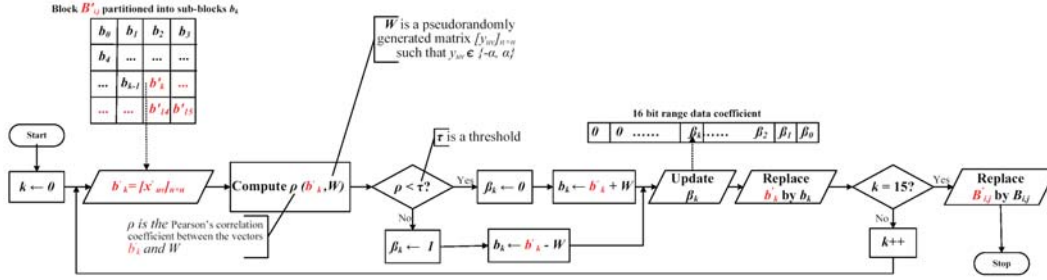 Block B'i,j partitioned into sub-blocks bk
b0 b1 b2 b3
b4 ... ... ...
... bk-1 b'k ...
... ... b'14 b'15
W is a pseudorandomly
generated matrix [yuv]n×n
such that yuv ∈ {-α, α}
τ is a threshold
16 bit range data coefficient
0 0 ...... βk ...... β2 β1 β0
Start
k ← 0
b'k = [x'uv]n×n
Compute ρ (b'k,W)
ρ < τ?
Yes
βk ← 0
bk ← b'k + W
Update
βk
Replace
b'k by bk
k = 15?
Yes
Replace
B'i,j by Bi,j
No
βk ← 1
bk ← b'k - W
No
k++
Stop
ρ is the Pearson's correlation
coefficient between the vectors
b'k and W